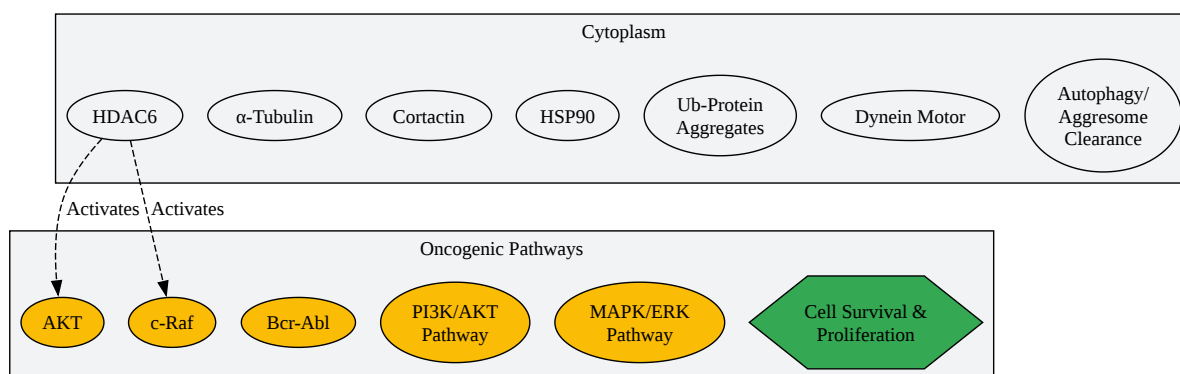 Cytoplasm
HDAC6
α-Tubulin
Cortactin
HSP90
Ub-Protein
Aggregates
Dynein Motor
Autophagy/
Aggresome
Clearance
Activates
Activates
Oncogenic Pathways
AKT
c-Raf
Bcr-Abl
PI3K/AKT
Pathway
MAPK/ERK
Pathway
Cell Survival &
Proliferation